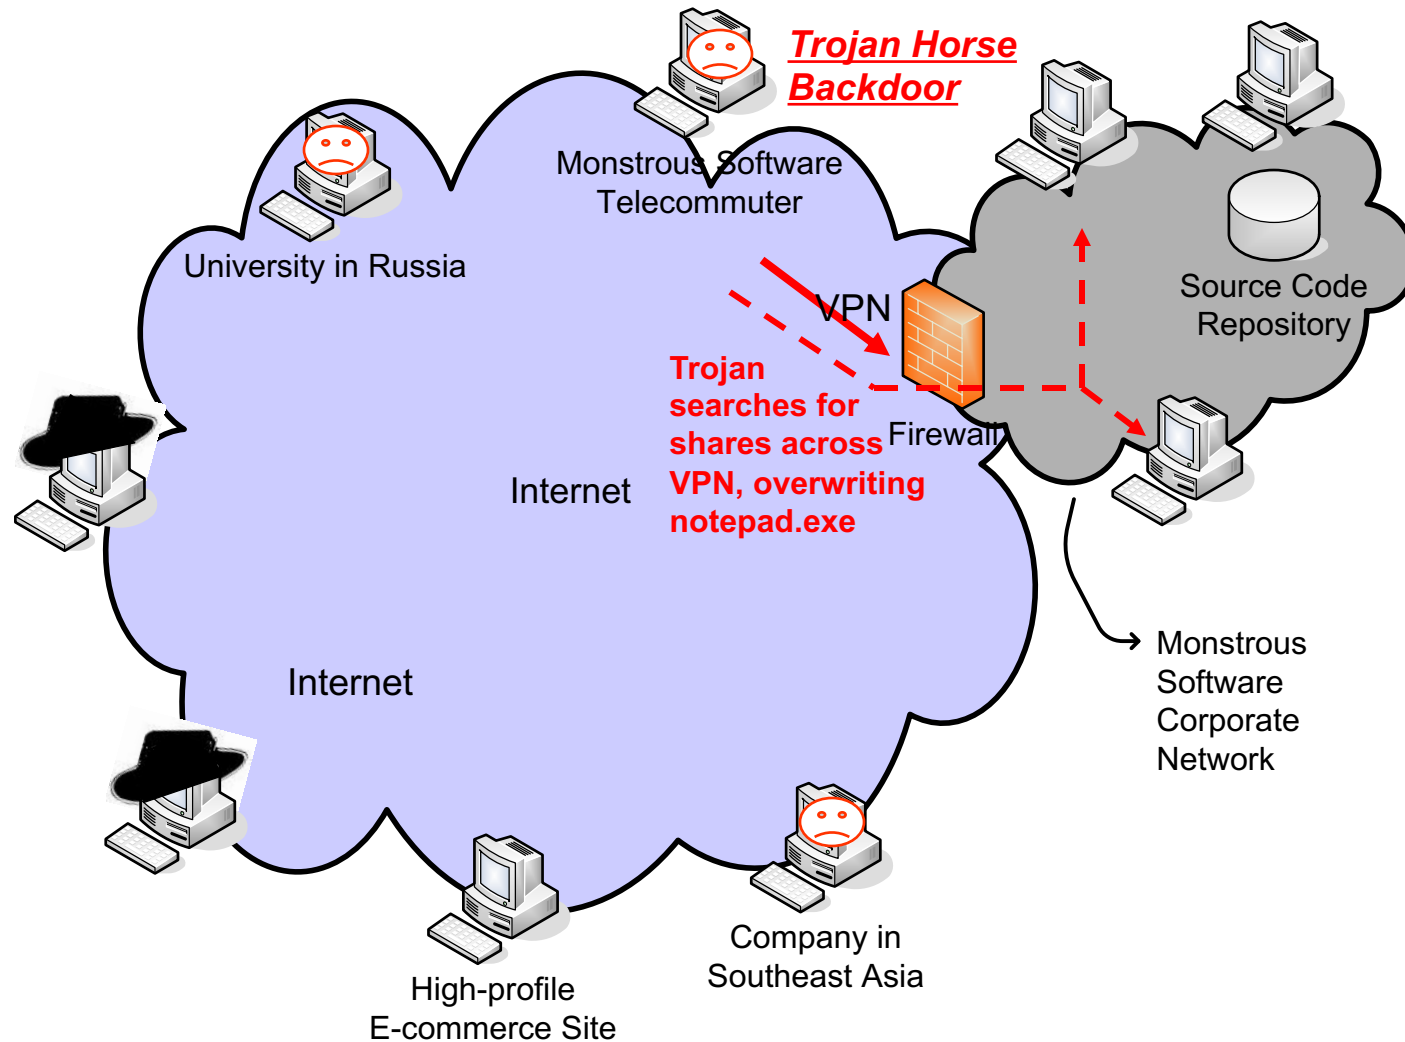 Trojan Horse
Backdoor
Monstrous Software
Telecommuter
University in Russia
VPN
Source Code
Repository
Trojan
searches for
shares across
VPN, overwriting
notepad.exe
Firewall
Internet
Internet
Monstrous
Software
Corporate
Network
Company in
Southeast Asia
High-profile
E-commerce Site